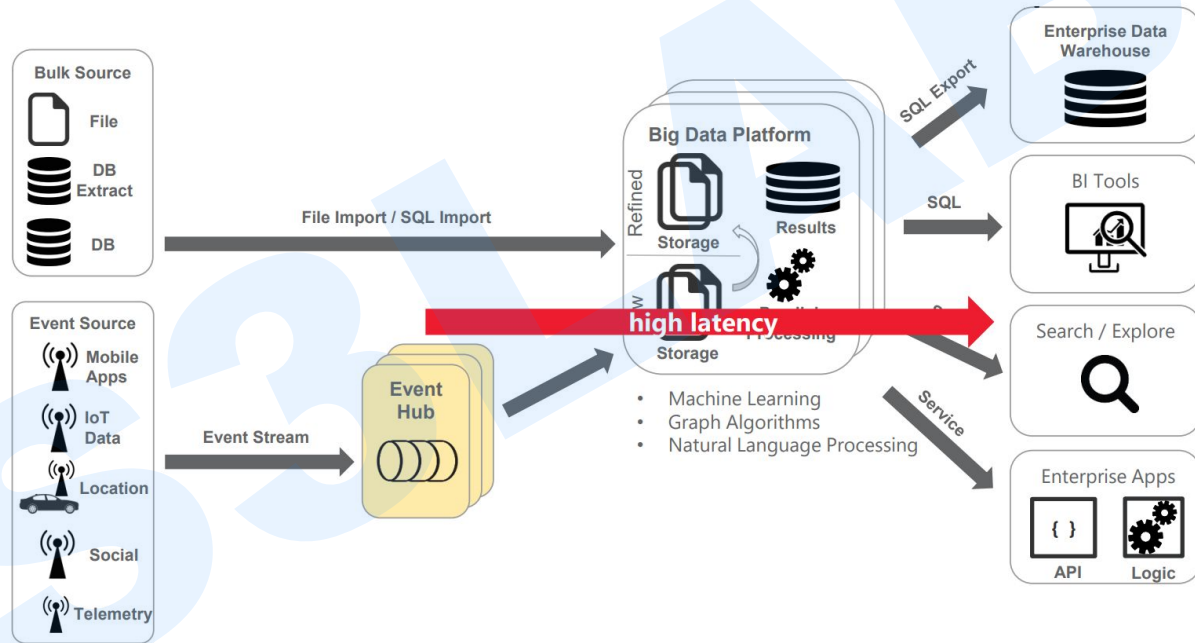 Bulk Source
File
DB
Extract
DB
File Import / SQL Import
Event Source
Mobile
Apps
IoT
Data
Location
Social
Telemetry
Event Stream
Event
Hub
Big Data Platform
Refined
Storage
Results
Storage
high latency
• Machine Learning
• Graph Algorithms
• Natural Language Processing
SQL Export
SQL
Service
Enterprise Data
Warehouse
BI Tools
Search / Explore
Enterprise Apps
{ }
API
Logic
S3LAB